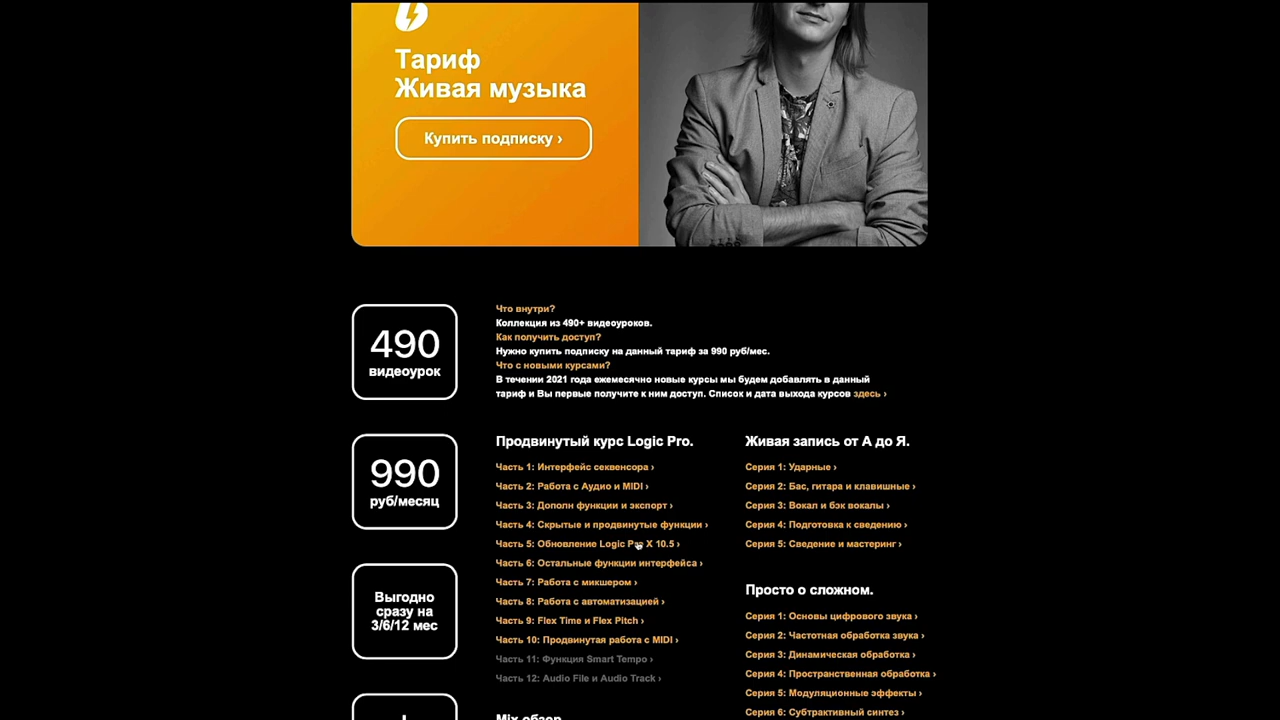 Тариф
Живая музыка
Купить подписку ›
490
видеоурок
Что внутри?
Коллекция из 490+ видеоуроков.
Как получить доступ?
Нужно купить подписку на данный тариф за 990 руб/мес.
Что с новыми курсами?
В течении 2021 года ежемесячно новые курсы мы будем добавлять в данный
тариф и Вы первые получите к ним доступ. Список и дата выхода курсов здесь ›
990
руб/месяц
Выгодно
сразу на
3/6/12 мес
Продвинутый курс Logic Pro.
Часть 1: Интерфейс секвенсора ›
Часть 2: Работа с Аудио и MIDI ›
Часть 3: Дополн функции и экспорт ›
Часть 4: Скрытые и продвинутые функции ›
Часть 5: Обновление Logic Pro X 10.5 ›
Часть 6: Остальные функции интерфейса ›
Часть 7: Работа с микшером ›
Часть 8: Работа с автоматизацией ›
Часть 9: Flex Time и Flex Pitch ›
Часть 10: Продвинутая работа с MIDI ›
Часть 11: Функция Smart Tempo ›
Часть 12: Audio File и Audio Track ›
Mix обзор
Живая запись от А до Я.
Серия 1: Ударные ›
Серия 2: Бас, гитара и клавишные ›
Серия 3: Вокал и бэк вокалы ›
Серия 4: Подготовка к сведению ›
Серия 5: Сведение и мастеринг ›
Просто о сложном.
Серия 1: Основы цифрового звука ›
Серия 2: Частотная обработка звука ›
Серия 3: Динамическая обработка ›
Серия 4: Пространственная обработка ›
Серия 5: Модуляционные эффекты ›
Серия 6: Субтрактивный синтез ›